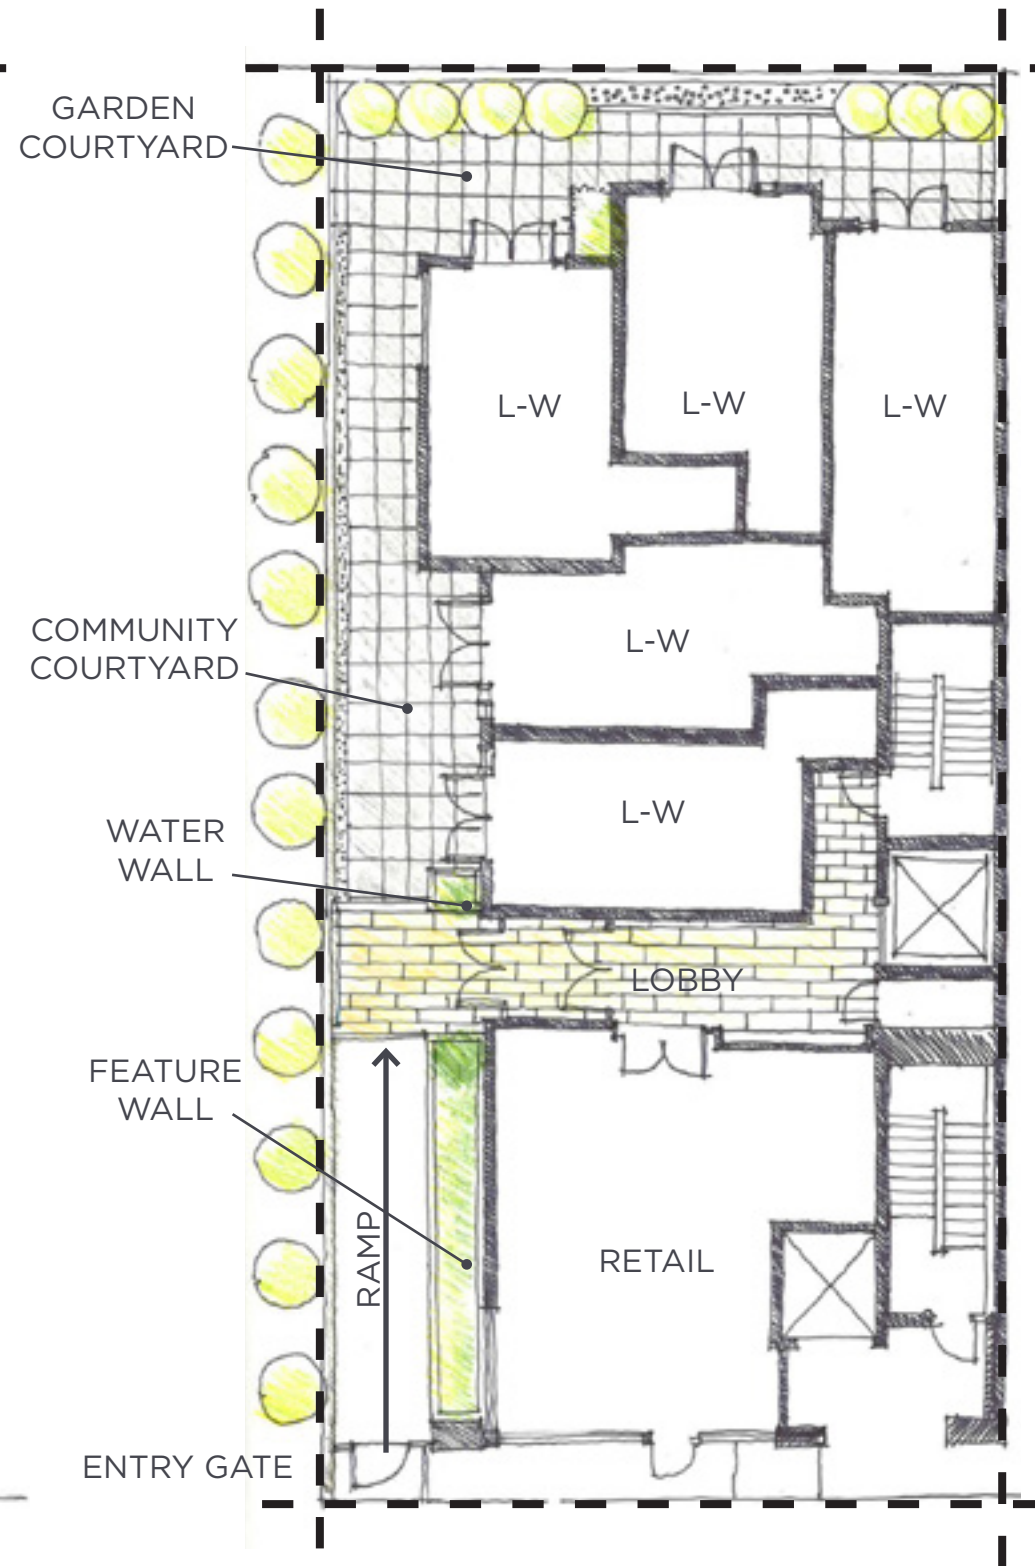 GARDEN
COURTYARD
L-W
L-W
L-W
COMMUNITY
COURTYARD
L-W
WATER
WALL
L-W
LOBBY
FEATURE
WALL
RAMP
RETAIL
ENTRY GATE